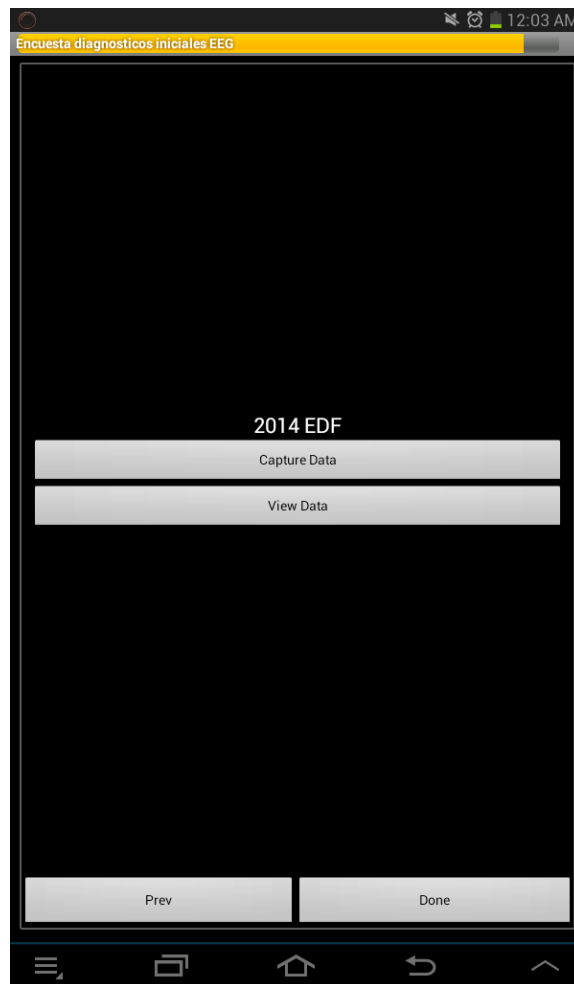 12:03 AM
Encuesta diagnosticos iniciales EEG
2014 EDF
Capture Data
View Data
Prev
Done